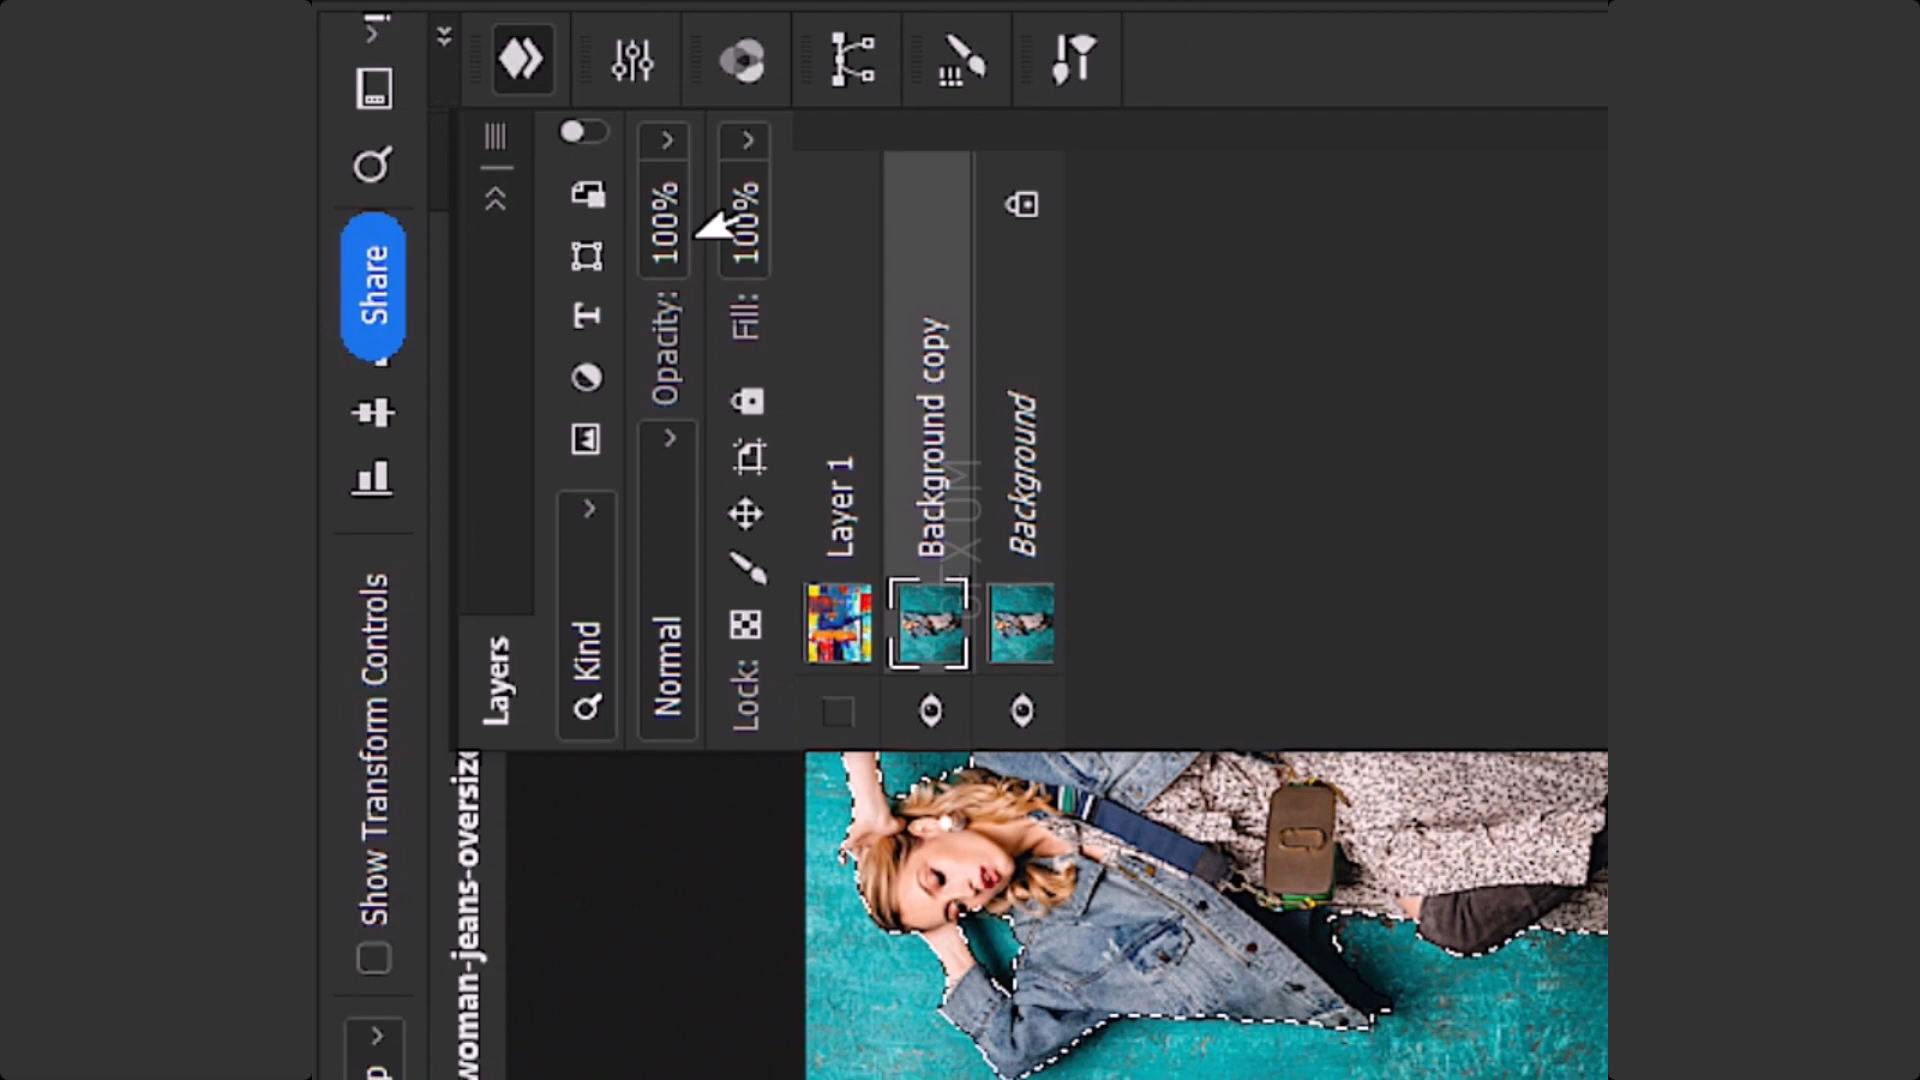 Show Transform Controls
Share
woman-jeans-oversize
Layers
Kind
Normal
Opacity: 100%
Lock:
Fill: 100%
Layer 1
Background copy
Background